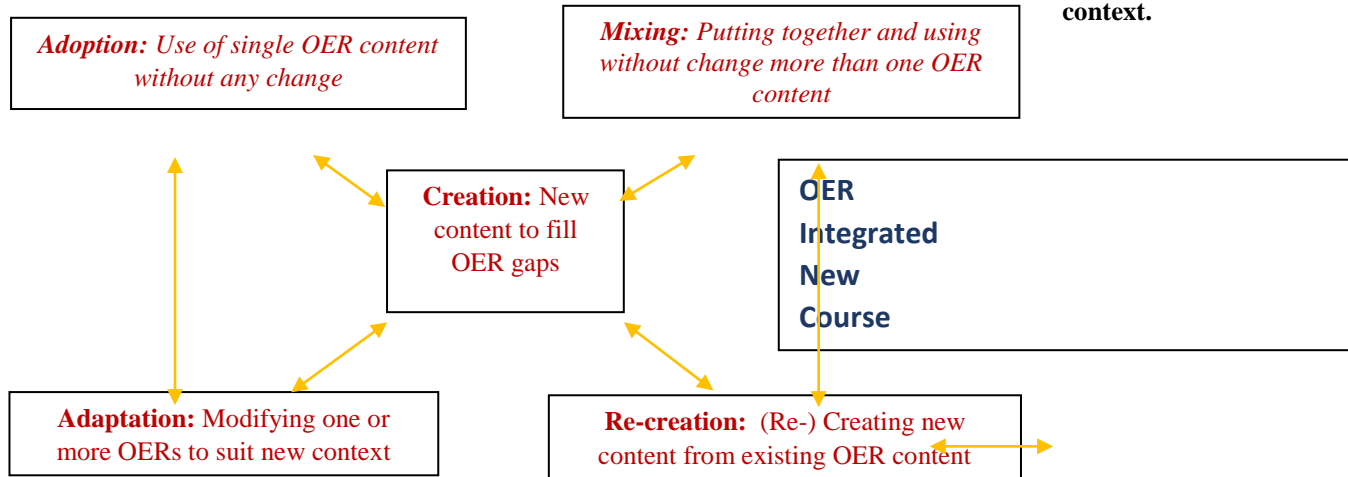 context.
Adoption: Use of single OER content
without any change
Mixing: Putting together and using
without change more than one OER
content
Creation: New
content to fill
OER gaps
OER
Integrated
New
Course
Adaptation: Modifying one or
more OERs to suit new context
Re-creation: (Re-) Creating new
content from existing OER content